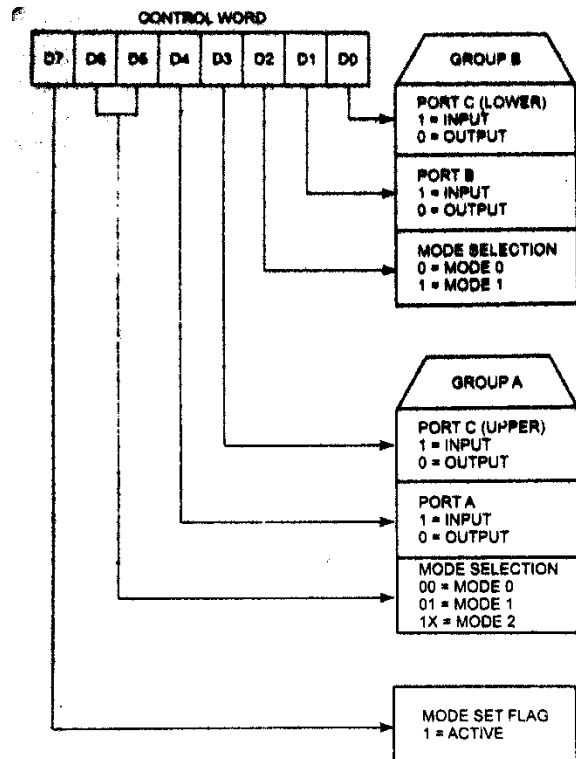 CONTROL WORD
D7 D6 D5 D4 D3 D2 D1 D0
GROUP B
PORT C (LOWER)
1 = INPUT
0 = OUTPUT
PORT B
1 = INPUT
0 = OUTPUT
MODE SELECTION
0 = MODE 0
1 = MODE 1
GROUP A
PORT C (UPPER)
1 = INPUT
0 = OUTPUT
PORT A
1 = INPUT
0 = OUTPUT
MODE SELECTION
00 = MODE 0
01 = MODE 1
1X = MODE 2
MODE SET FLAG
1 = ACTIVE